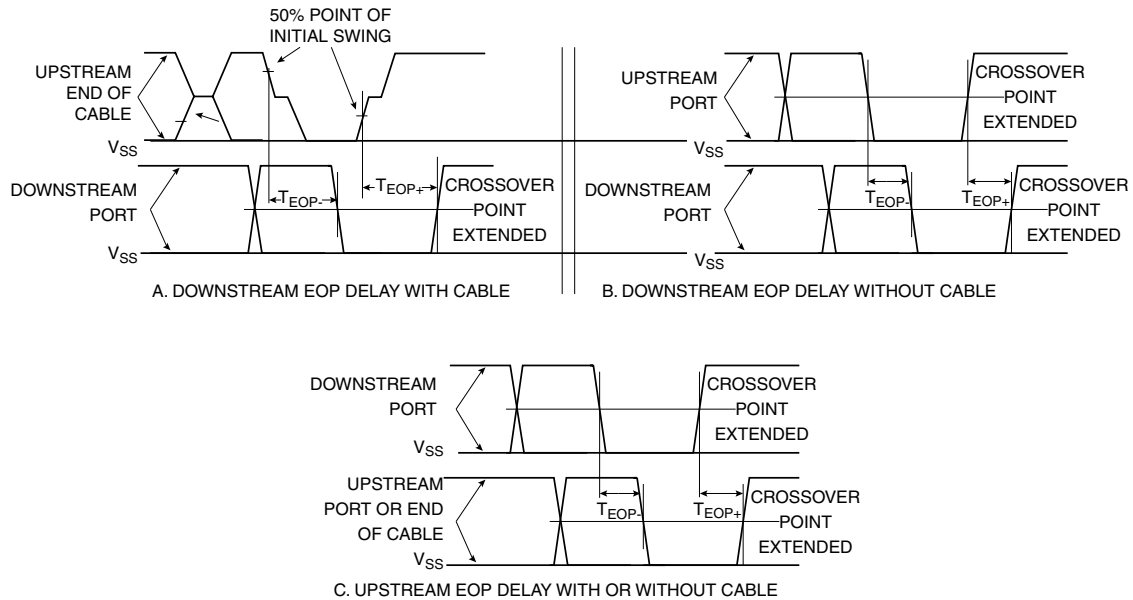 50% POINT OF
INITIAL SWING
UPSTREAM
END OF
CABLE
VSS
DOWNSTREAM
PORT
VSS
TEOP-
TEOP+
CROSSOVER
POINT
EXTENDED
A. DOWNSTREAM EOP DELAY WITH CABLE
UPSTREAM
PORT
VSS
CROSSOVER
POINT
EXTENDED
DOWNSTREAM
PORT
VSS
TEOP-
TEOP+
CROSSOVER
POINT
EXTENDED
B. DOWNSTREAM EOP DELAY WITHOUT CABLE
DOWNSTREAM
PORT
VSS
CROSSOVER
POINT
EXTENDED
UPSTREAM
PORT OR END
OF CABLE
VSS
TEOP-
TEOP+
CROSSOVER
POINT
EXTENDED
C. UPSTREAM EOP DELAY WITH OR WITHOUT CABLE